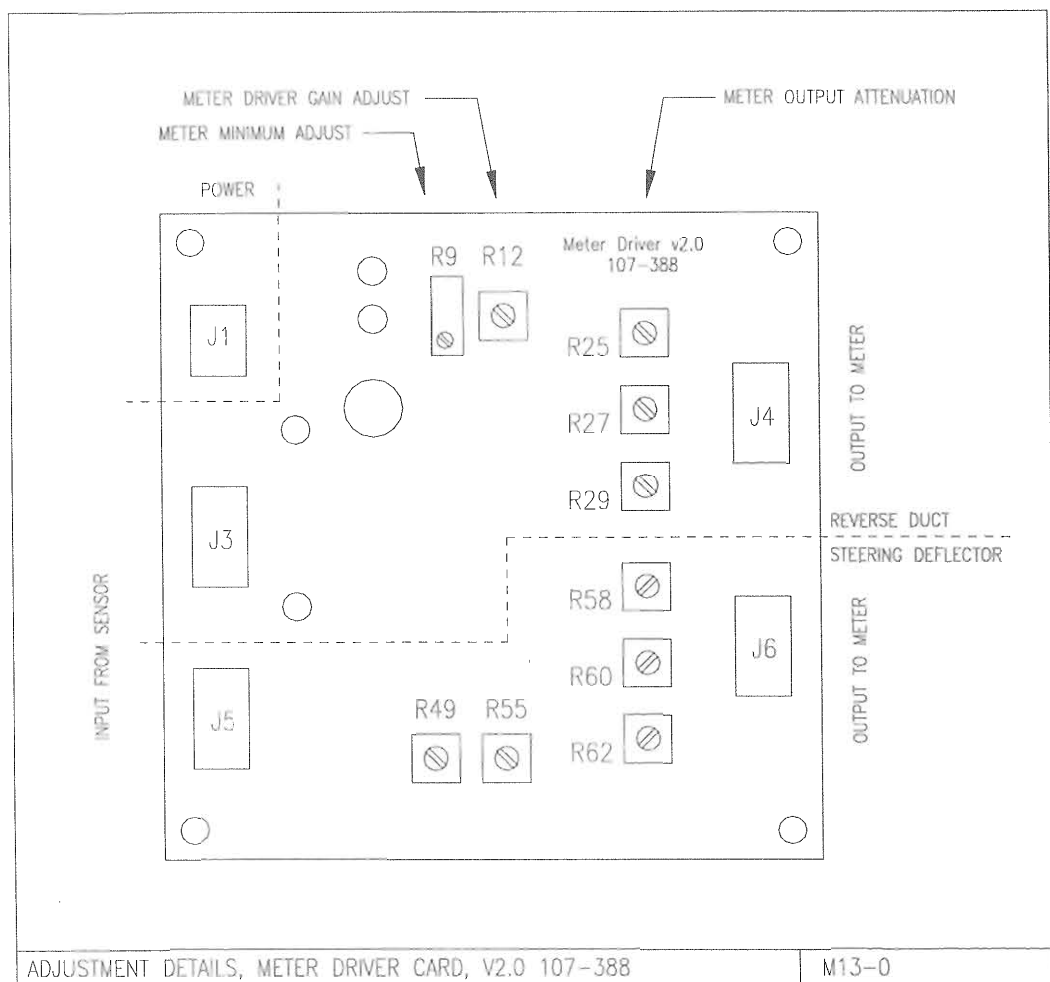 METER DRIVER GAIN ADJUST
METER OUTPUT ATTENUATION
METER MINIMUM ADJUST
POWER
Meter Driver v2.0
107-388
R9 R12
J1
R25
R27
J4
OUTPUT TO METER
R29
J3
REVERSE DUCT
STEERING DEFLECTOR
INPUT FROM SENSOR
R58
R60
J6
OUTPUT TO METER
J5
R49 R55
R62
ADJUSTMENT DETAILS, METER DRIVER CARD, V2.0 107-388
M13-0